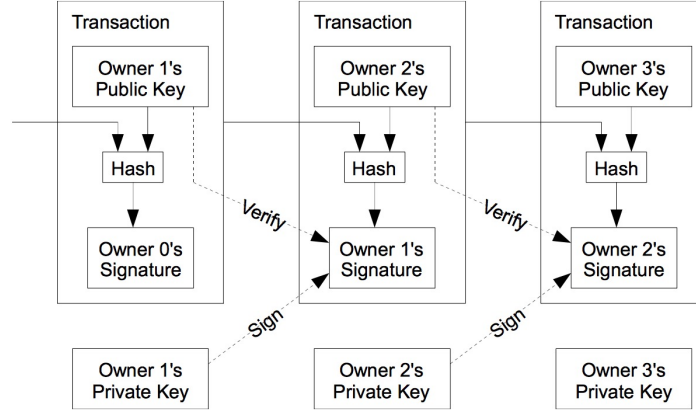 Transaction
Transaction
Transaction
Owner 1's
Public Key
Owner 2's
Public Key
Owner 3's
Public Key
Hash
Hash
Hash
Verify
Verify
Owner 0's
Signature
Owner 1's
Signature
Owner 2's
Signature
Sign
Sign
Owner 1's
Private Key
Owner 2's
Private Key
Owner 3's
Private Key